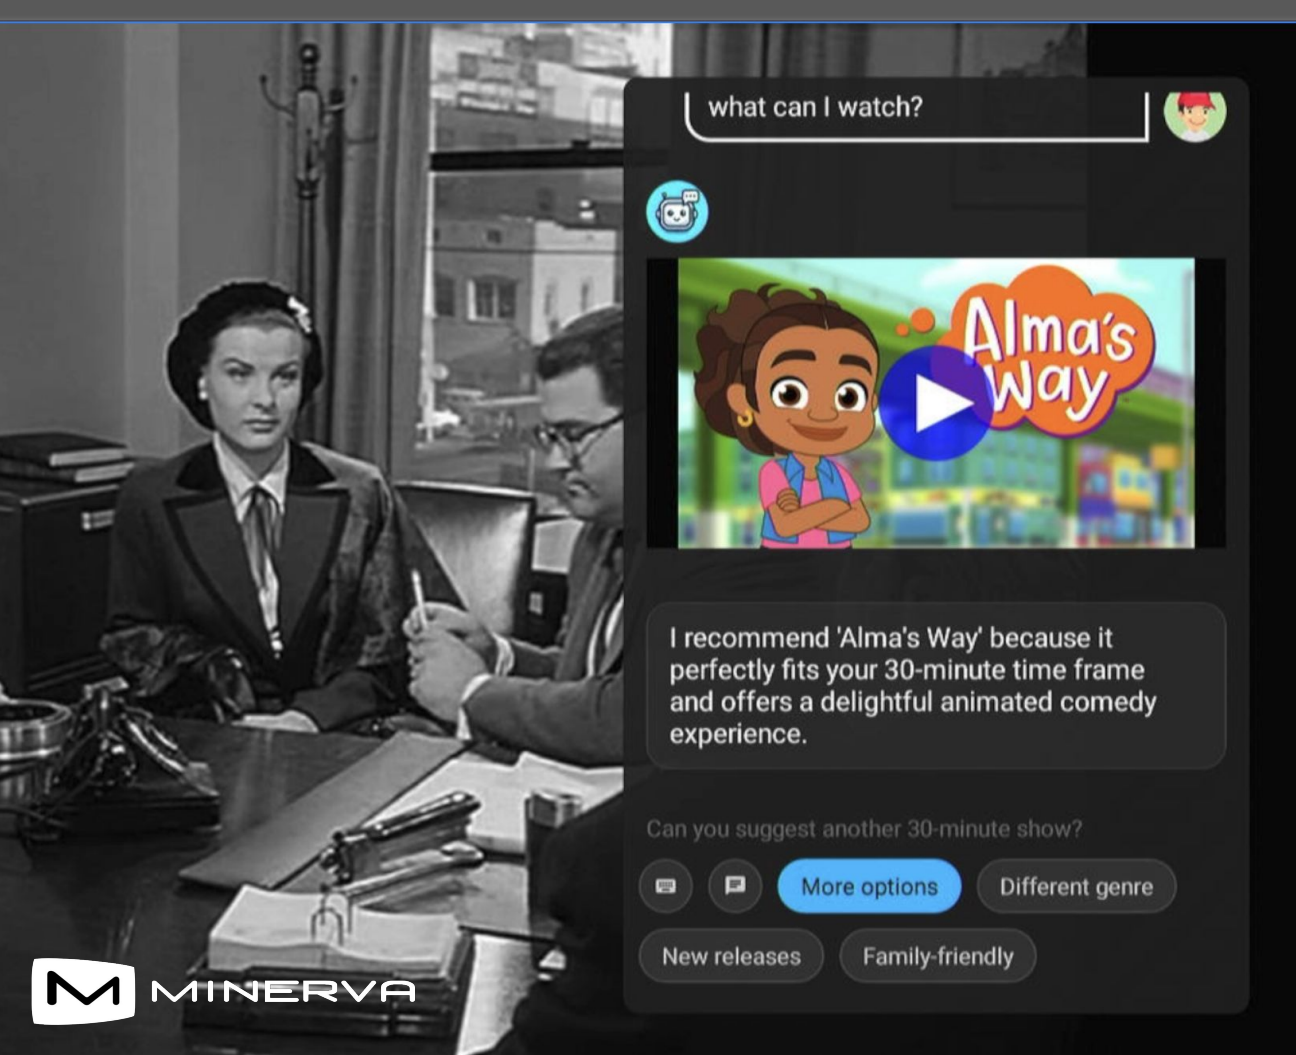 what can I watch?
Alma's
Way
I recommend 'Alma's Way' because it
perfectly fits your 30-minute time frame
and offers a delightful animated comedy
experience.
Can you suggest another 30-minute show?
More options
Different genre
New releases
Family-friendly
MINERVA